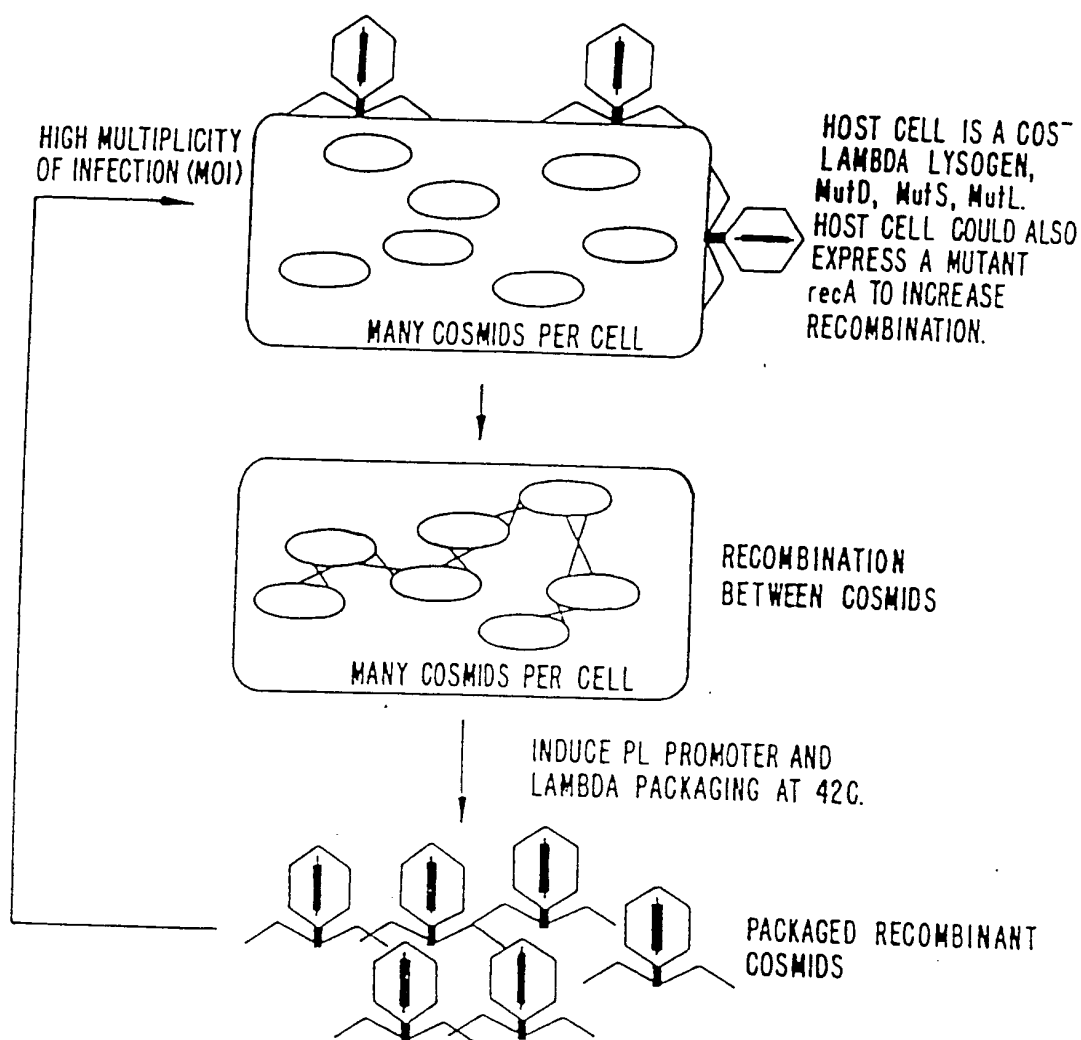 HIGH MULTIPLICITY
OF INFECTION (MOI)
HOST CELL IS A COS⁻
LAMBDA LYSOGEN,
MutD, MutS, MutL.
HOST CELL COULD ALSO
EXPRESS A MUTANT
recA TO INCREASE
RECOMBINATION.
MANY COSMIDS PER CELL
RECOMBINATION
BETWEEN COSMIDS
MANY COSMIDS PER CELL
INDUCE PL PROMOTER AND
LAMBDA PACKAGING AT 42C.
PACKAGED RECOMBINANT
COSMIDS